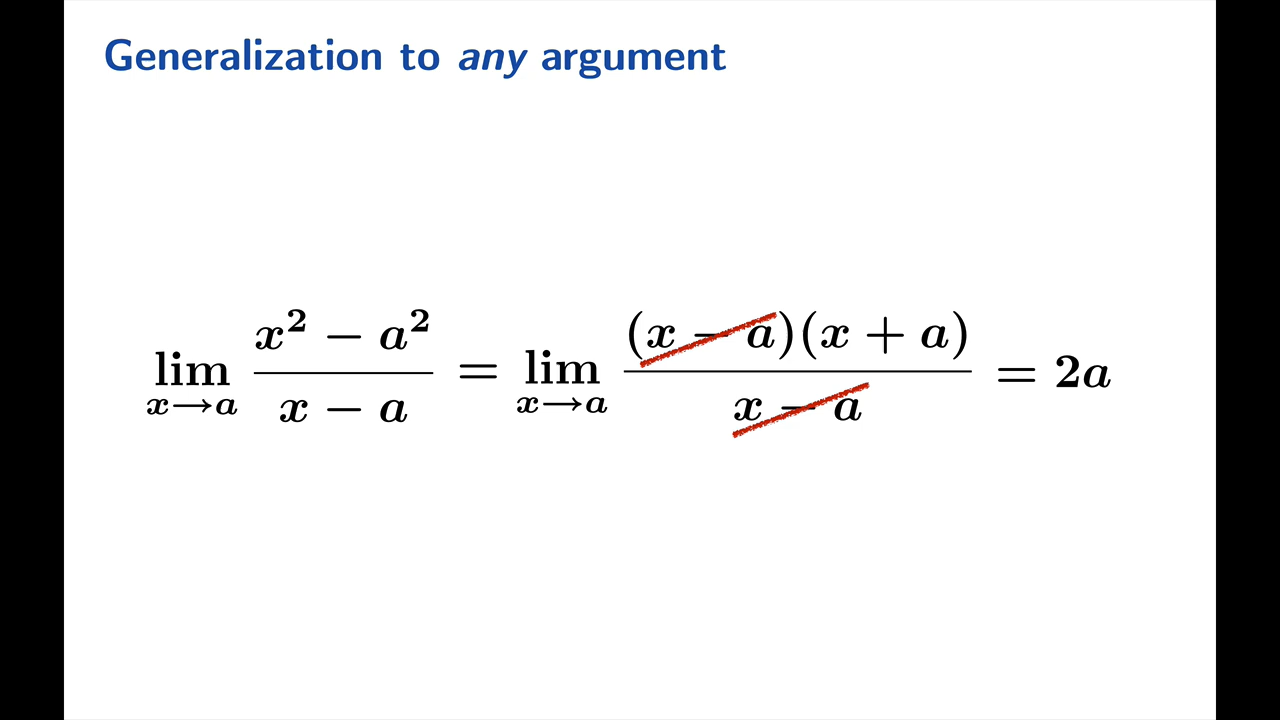 Generalization to any argument
lim x→a (x² − a²)/(x − a) = lim x→a ((x − a)(x + a))/(x − a) = 2a